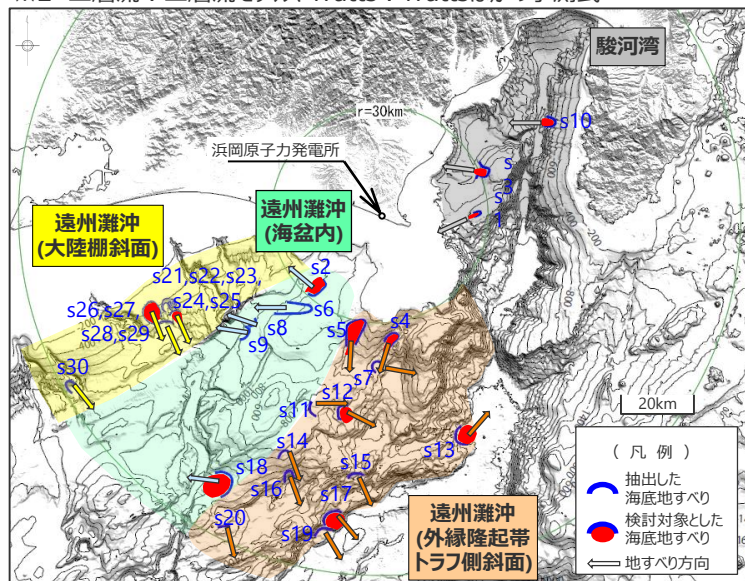 駿河湾
r=30km
s10
浜岡原子力発電所
s
3
s
1
遠州灘沖
(大陸棚斜面)
遠州灘沖
(海盆内)
s2
s21,s22,s23,
s24,s25
s26,s27,
s28,s29
s6
s8
s9
s5
s4
s7
s30
s12
s11
s13
20km
s14
s18
s16
s15
s17
s20
s19
遠州灘沖
(外縁隆起帯
トラフ側斜面)
( 凡 例 )
抽出した
海底地すべり
検討対象とした
海底地すべり
地すべり方向